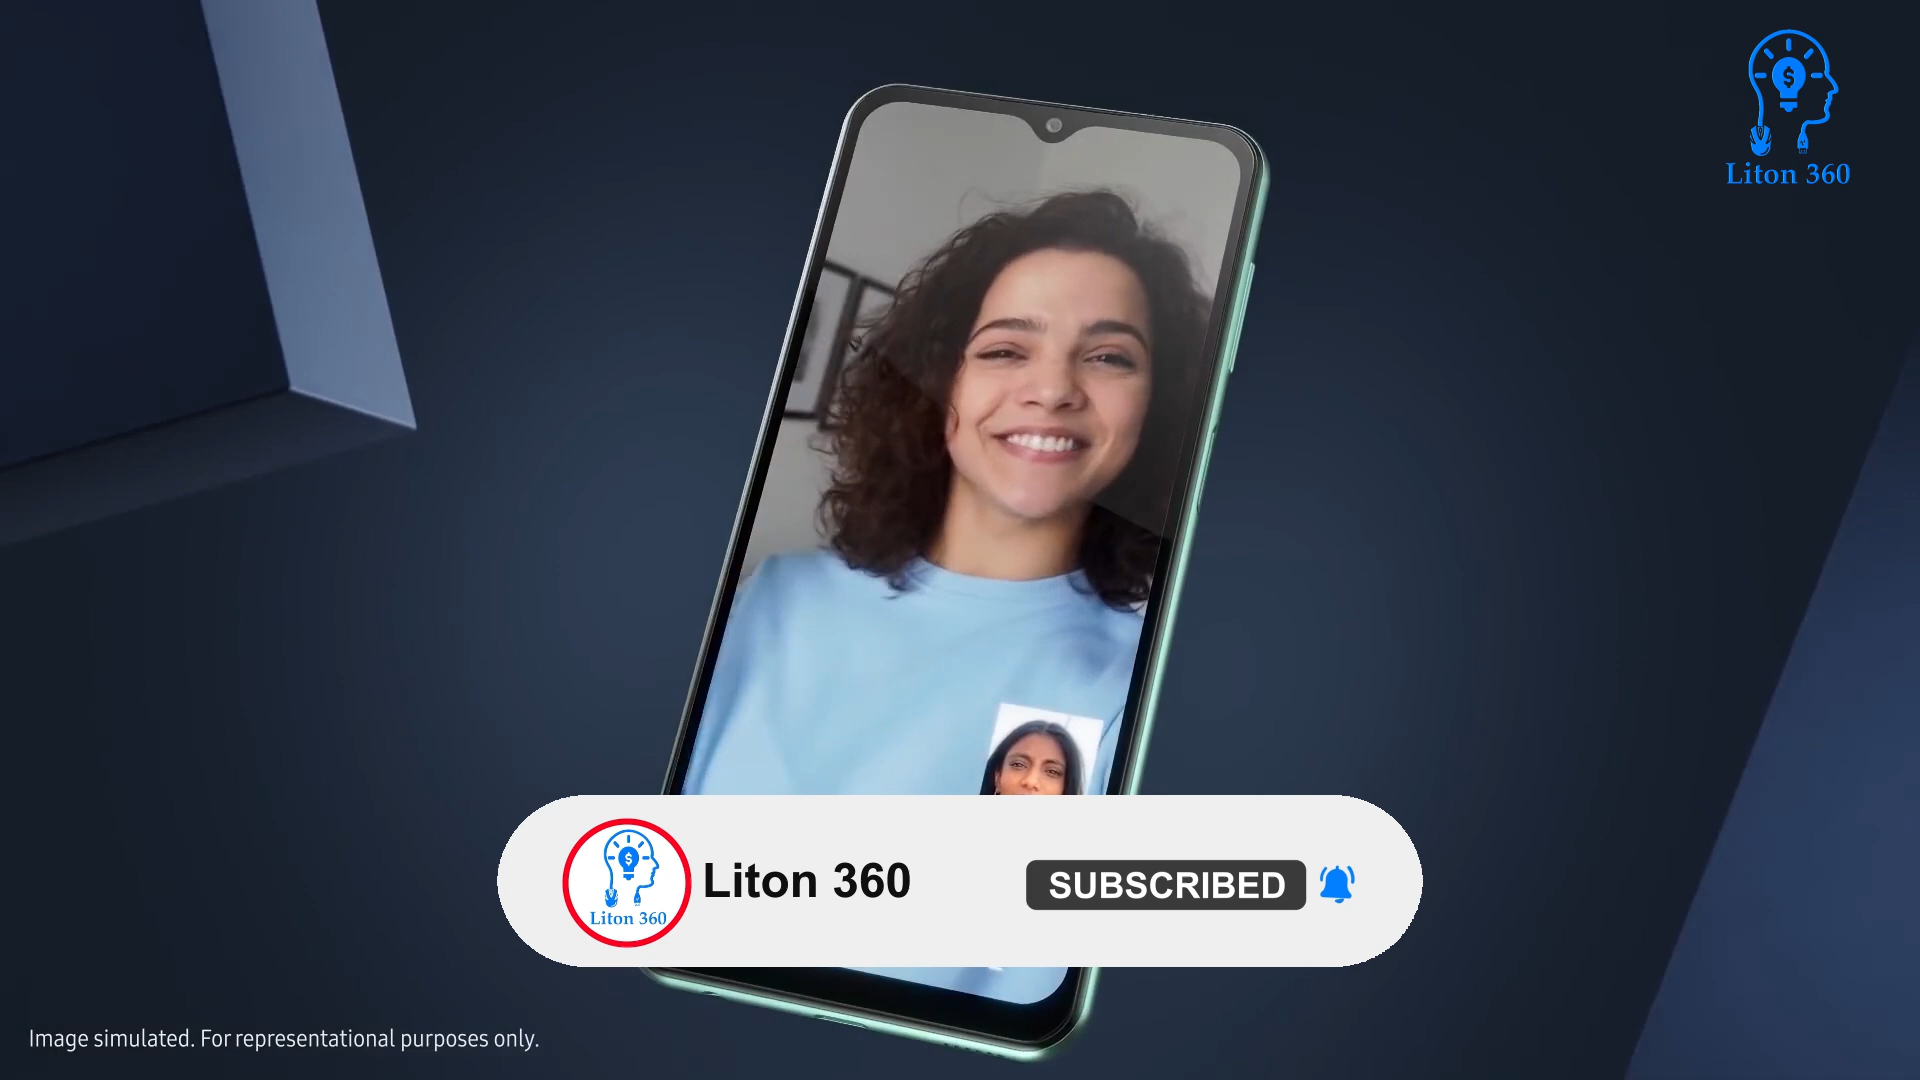 Liton 360
Liton 360
Liton 360
SUBSCRIBED
Image simulated. For representational purposes only.